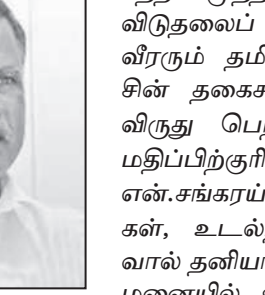 விடுதலைப்
வீரரும் தமி
சின் தகைச
விருது பெற
மதிப்பிற்குரி
என்.சங்கரய்
கள், உடல்ந
வால் தனியா